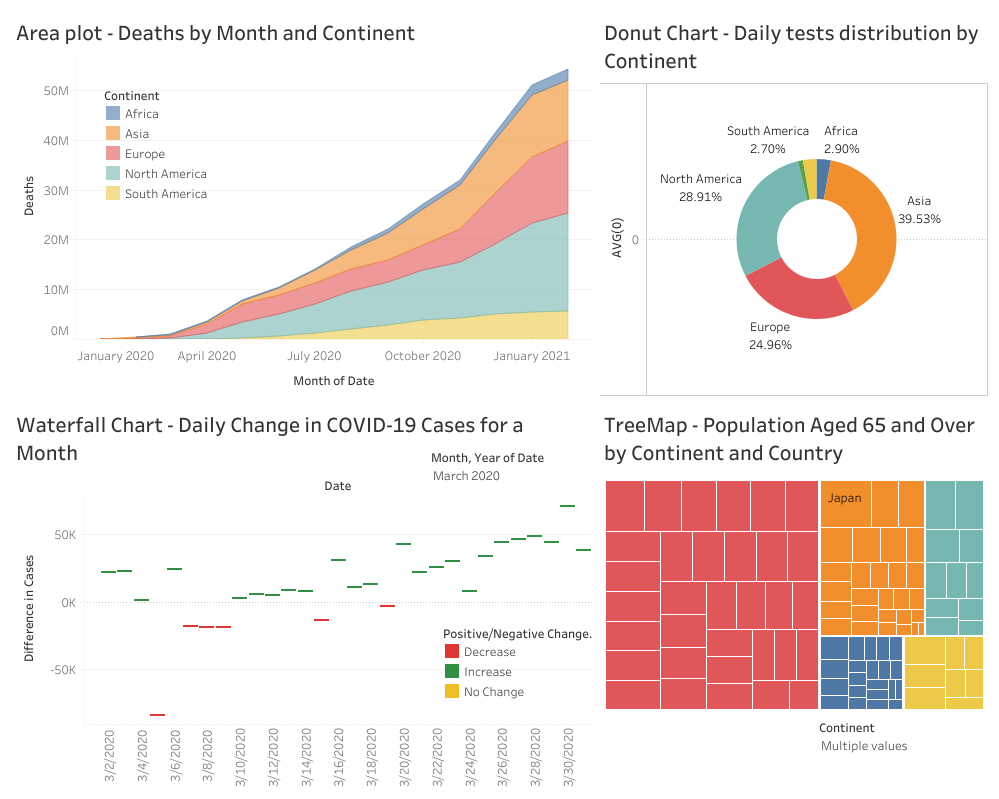 Area plot - Deaths by Month and Continent
Continent
Africa
Asia
Europe
North America
South America
50M
40M
30M
20M
10M
0M
Deaths
January 2020
April 2020
July 2020
October 2020
January 2021
Month of Date
Donut Chart - Daily tests distribution by
Continent
AVG(0)
0
South America
2.70%
Africa
2.90%
North America
28.91%
Asia
39.53%
Europe
24.96%
Waterfall Chart - Daily Change in COVID-19 Cases for a
Month
Month, Year of Date
March 2020
Date
50K
0K
-50K
Difference in Cases
Positive/Negative Change.
Decrease
Increase
No Change
3/2/2020
3/4/2020
3/6/2020
3/8/2020
3/10/2020
3/12/2020
3/14/2020
3/16/2020
3/18/2020
3/20/2020
3/22/2020
3/24/2020
3/26/2020
3/28/2020
3/30/2020
TreeMap - Population Aged 65 and Over
by Continent and Country
Japan
Continent
Multiple values